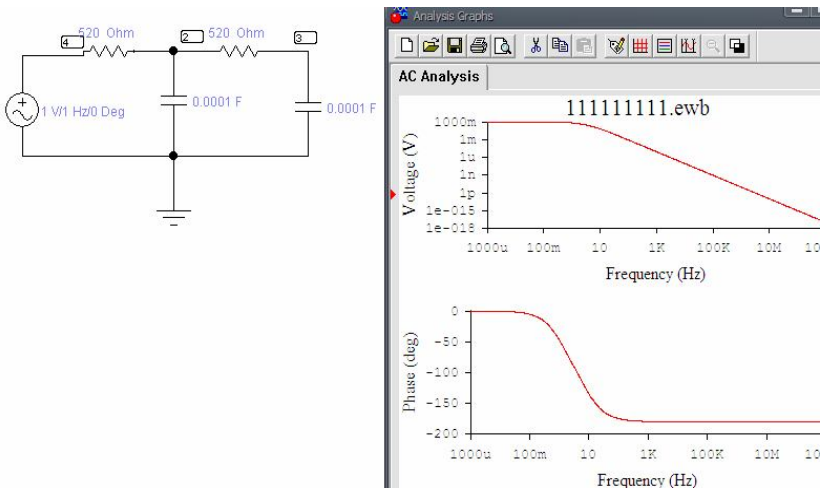 4
520 Ohm
2
520 Ohm
3
1 V/1 Hz/0 Deg
0.0001 F
0.0001 F
Analysis Graphs
AC Analysis
111111111.ewb
Voltage (V)
1000m
1m
1u
1n
1p
1e-015
1e-018
1000u 100m 10 1K 100K 10M
Frequency (Hz)
Phase (deg)
0
-50
-100
-150
-200
1000u 100m 10 1K 100K 10M
Frequency (Hz)